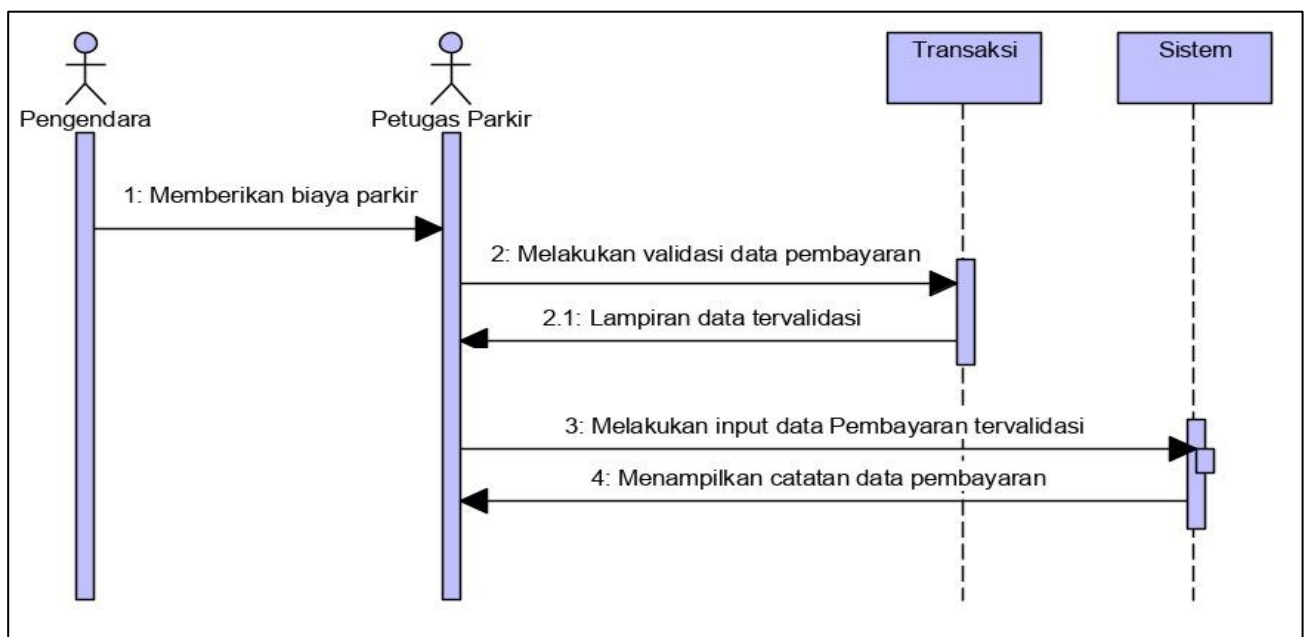 Transaksi
Sistem
Pengendara
Petugas Parkir
1: Memberikan biaya parkir
2: Melakukan validasi data pembayaran
2.1: Lampiran data tervalidasi
3: Melakukan input data Pembayaran tervalidasi
4: Menampilkan catatan data pembayaran